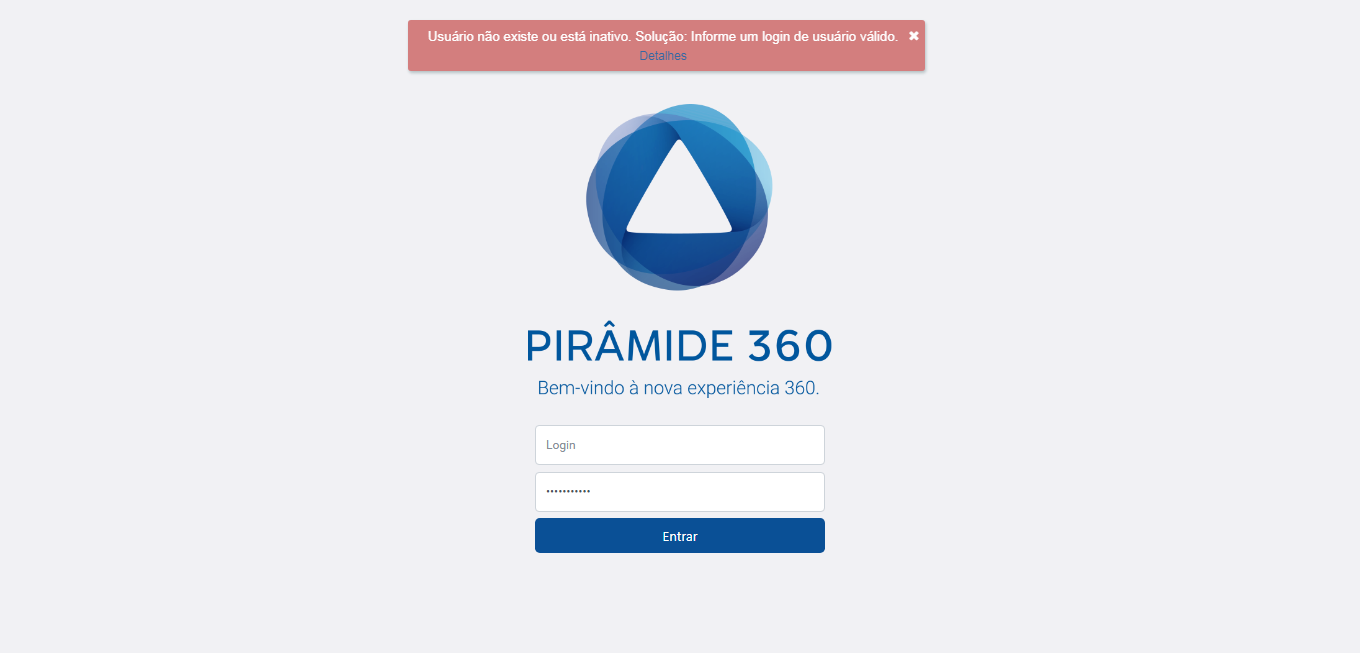 Usuário não existe ou está inativo. Solução: Informe um login de usuário válido.
Detalhes
PIRÂMIDE 360
Bem-vindo à nova experiência 360.
Login
Entrar